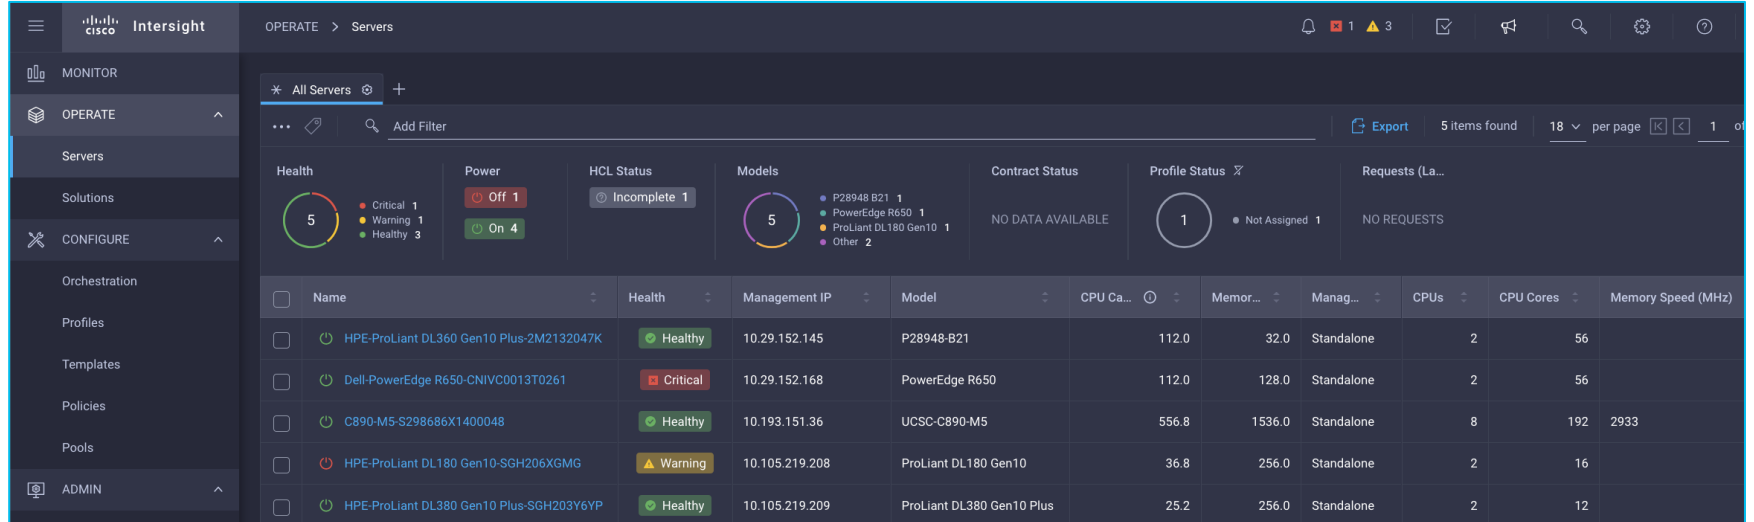 cisco Intersight OPERATE > Servers 1 3
MONITOR
OPERATE
Servers
Solutions
CONFIGURE
Orchestration
Profiles
Templates
Policies
Pools
ADMIN
All Servers
Add Filter Export 5 items found 18 per page 1 of
Health
5
Critical 1
Warning 1
Healthy 3
Power
Off 1
On 4
HCL Status
Incomplete 1
Models
5
P28948 B21 1
PowerEdge R650 1
ProLiant DL180 Gen10 1
Other 2
Contract Status
NO DATA AVAILABLE
Profile Status
1
Not Assigned 1
Requests (La...
NO REQUESTS
Name Health Management IP Model CPU Ca... Memor... Manag... CPUs CPU Cores Memory Speed (MHz)
HPE-ProLiant DL360 Gen10 Plus-2M2132047K Healthy 10.29.152.145 P28948-B21 112.0 32.0 Standalone 2 56
Dell-PowerEdge R650-CNIVC0013T0261 Critical 10.29.152.168 PowerEdge R650 112.0 128.0 Standalone 2 56
C890-M5-S298686X1400048 Healthy 10.193.151.36 UCSC-C890-M5 556.8 1536.0 Standalone 8 192 2933
HPE-ProLiant DL180 Gen10-SGH206XGMG Warning 10.105.219.208 ProLiant DL180 Gen10 36.8 256.0 Standalone 2 16
HPE-ProLiant DL380 Gen10 Plus-SGH203Y6YP Healthy 10.105.219.209 ProLiant DL380 Gen10 Plus 25.2 256.0 Standalone 2 12